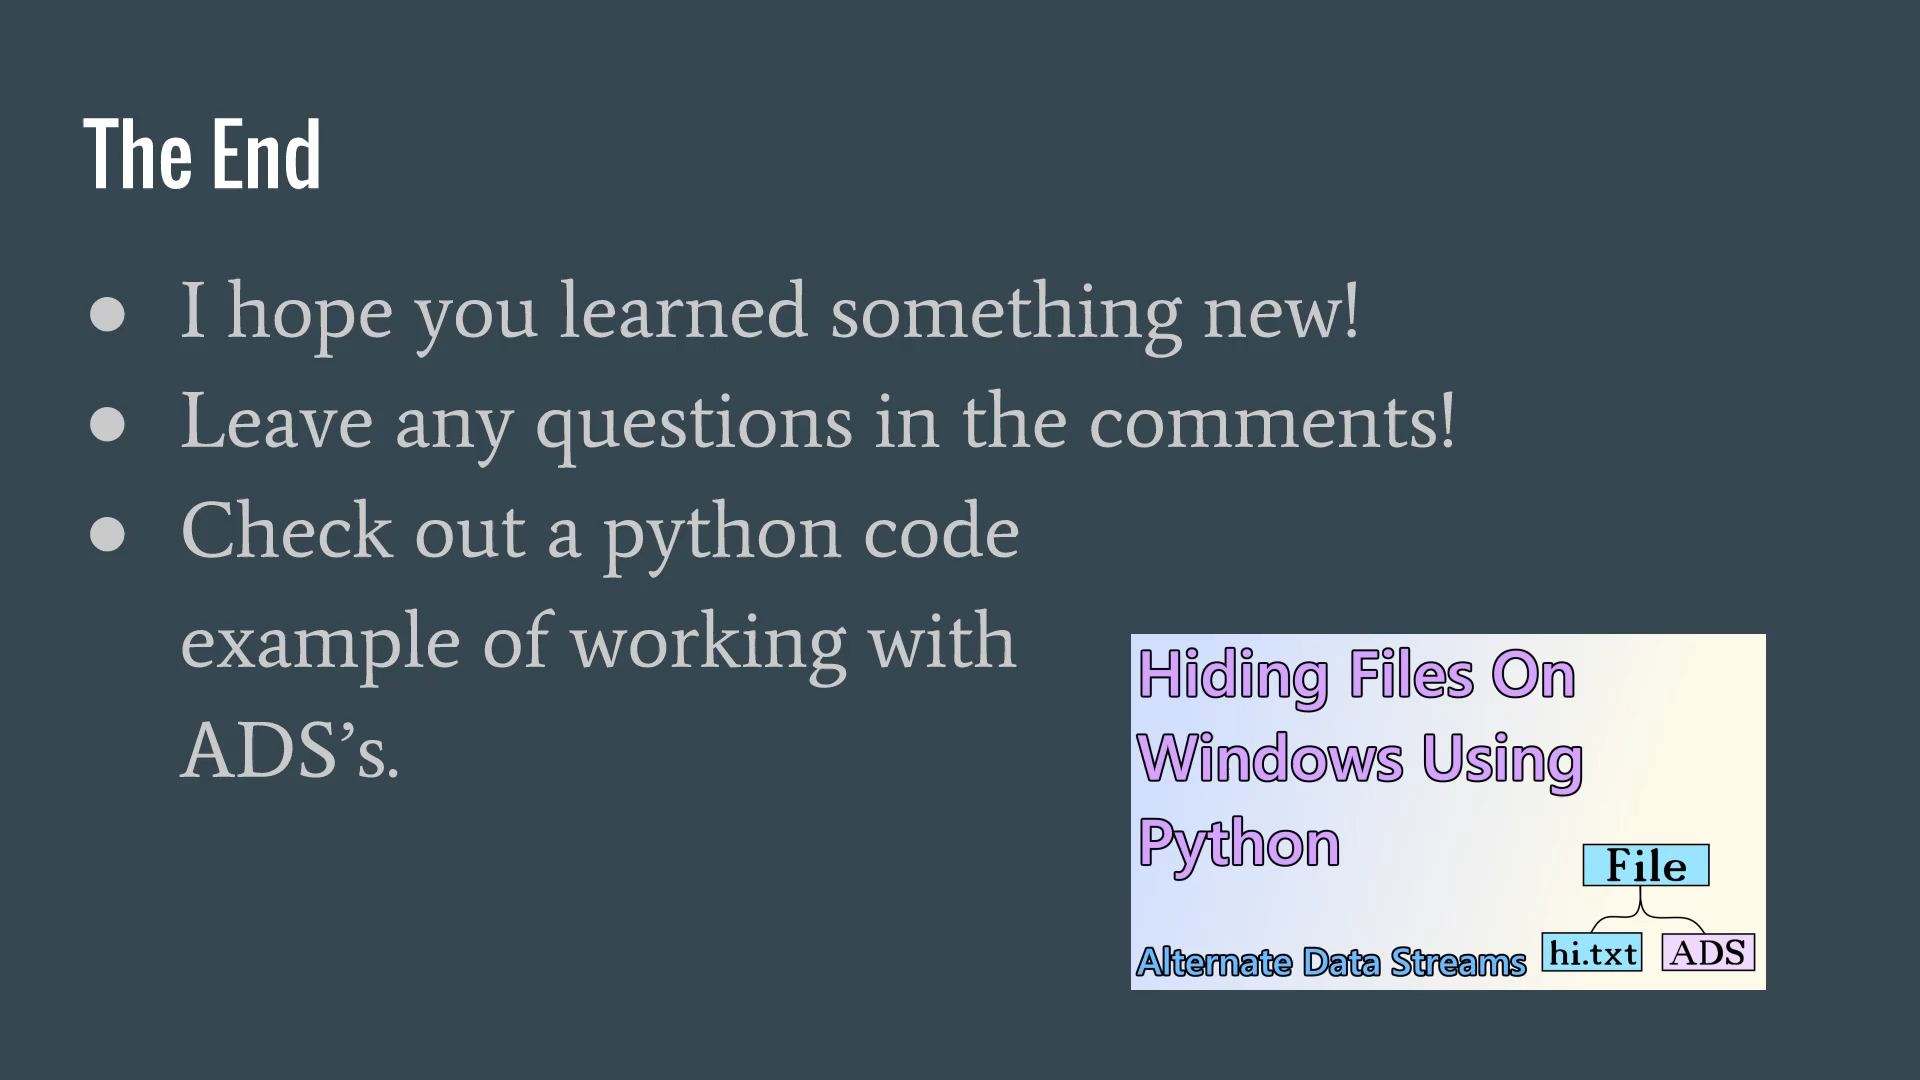 The End
● I hope you learned something new!
● Leave any questions in the comments!
● Check out a python code
example of working with
ADS’s.
Hiding Files On
Windows Using
Python
File
hi.txt ADS
Alternate Data Streams